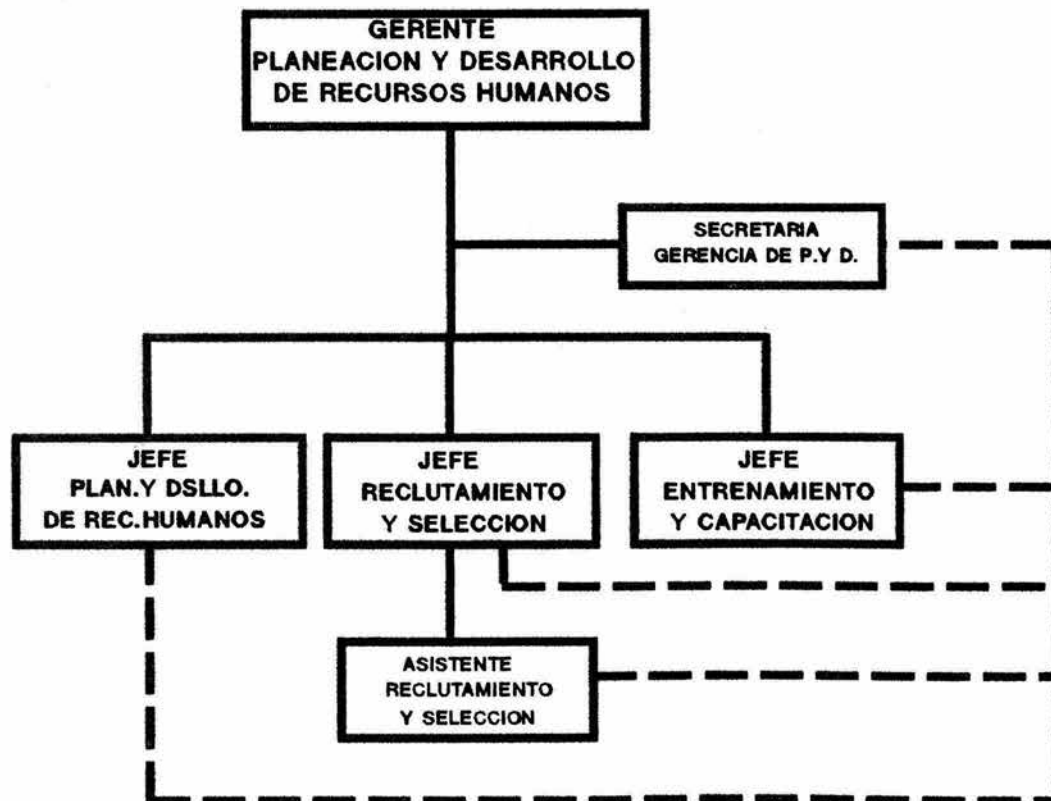 GERENTE
PLANEACION Y DESARROLLO
DE RECURSOS HUMANOS
SECRETARIA
GERENCIA DE P.Y D.
JEFE
PLAN.Y DSLLO.
DE REC.HUMANOS
JEFE
RECLUTAMIENTO
Y SELECCION
JEFE
ENTRENAMIENTO
Y CAPACITACION
ASISTENTE
RECLUTAMIENTO
Y SELECCION